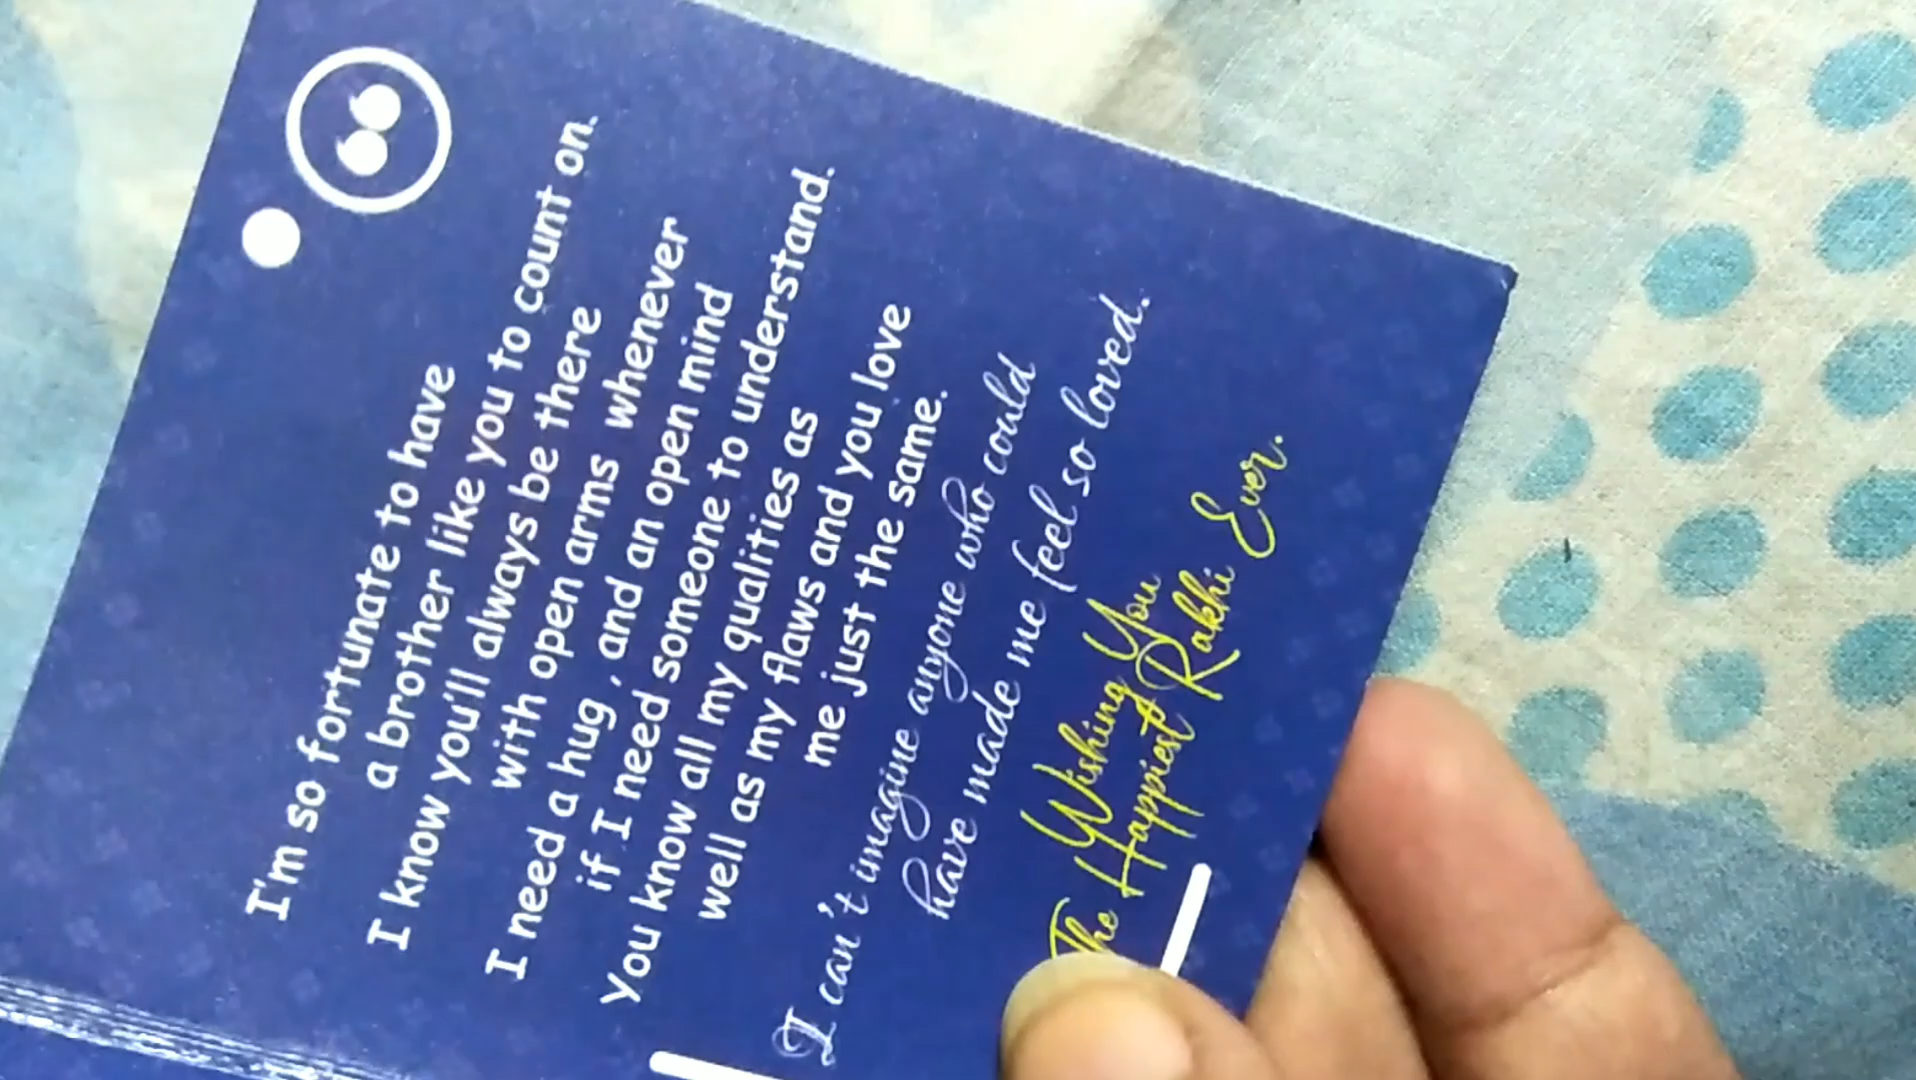 I'm so fortunate to have
a brother like you to count on.
I know you'll always be there
with open arms whenever
I need a hug , and an open mind
if I need someone to understand.
You know all my qualities as
well as my flaws and you love
me just the same.
I can't imagine anyone who could
have made me feel so loved.
Wishing You
The Happiest Rakhi Ever.